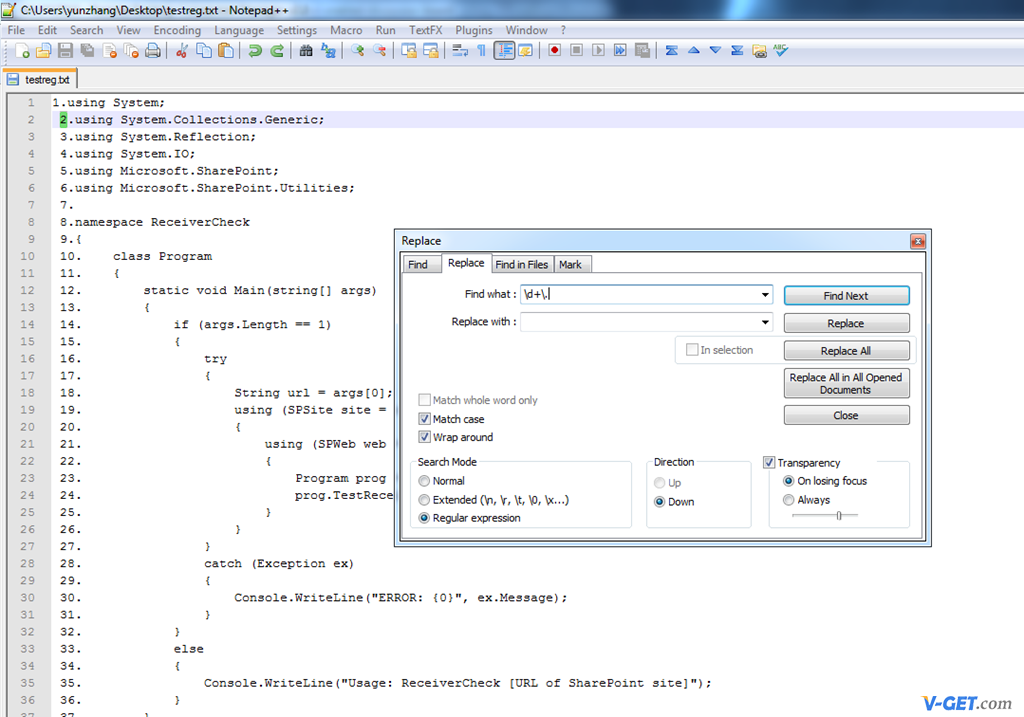 C:\Users\yunzhang\Desktop\testreg.txt - Notepad++
File Edit Search View Encoding Language Settings Macro Run TextFX Plugins Window ?
testreg.txt
1 1.using System;
2 2.using System.Collections.Generic;
3 3.using System.Reflection;
4 4.using System.IO;
5 5.using Microsoft.SharePoint;
6 6.using Microsoft.SharePoint.Utilities;
7 7.
8 8.namespace ReceiverCheck
9 9.{
10 10. class Program
11 11. {
12 12. static void Main(string[] args)
13 13. {
14 14. if (args.Length == 1)
15 15. {
16 16. try
17 17. {
18 18. String url = args[0];
19 19. using (SPSite site =
20 20. {
21 21. using (SPWeb web
22 22. {
23 23. Program prog
24 24. prog.TestRece
25 25. }
26 26. }
27 27. }
28 28. catch (Exception ex)
29 29. {
30 30. Console.WriteLine("ERROR: {0}", ex.Message);
31 31. }
32 32. }
33 33. else
34 34. {
35 35. Console.WriteLine("Usage: ReceiverCheck [URL of SharePoint site]");
36 36. }
37 37. }
Replace
Find Replace Find in Files Mark
Find what : \d+\. Find Next
Replace with : Replace
In selection Replace All
Replace All in All Opened
Documents
Close
Match whole word only
Match case
Wrap around
Search Mode
Normal
Extended (\n, \r, \t, \0, \x...)
Regular expression
Direction
Up
Down
Transparency
On losing focus
Always
V-GET.com